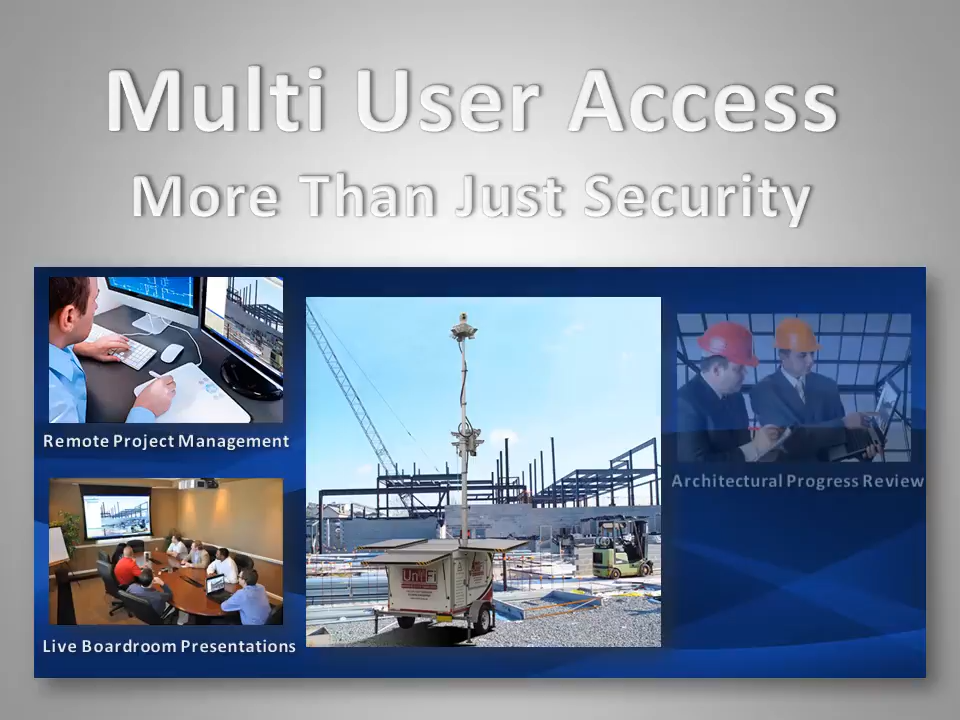 Multi User Access
More Than Just Security
Remote Project Management
Live Boardroom Presentations
Architectural Progress Review